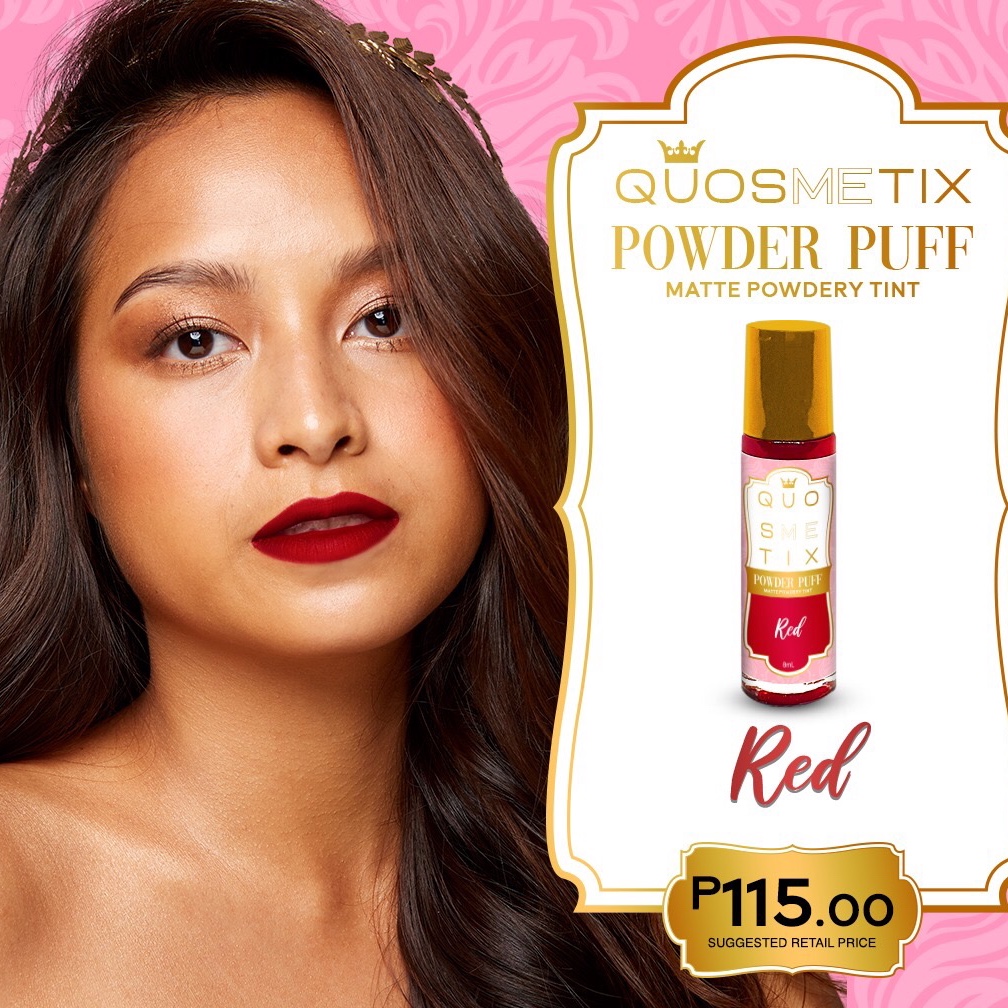 QUOSMETIX
POWDER PUFF
MATTE POWDERY TINT
QUO
SME
TIX
POWDER PUFF
MATTE POWDERY TINT
Red
8mL
Red
P115.00
SUGGESTED RETAIL PRICE